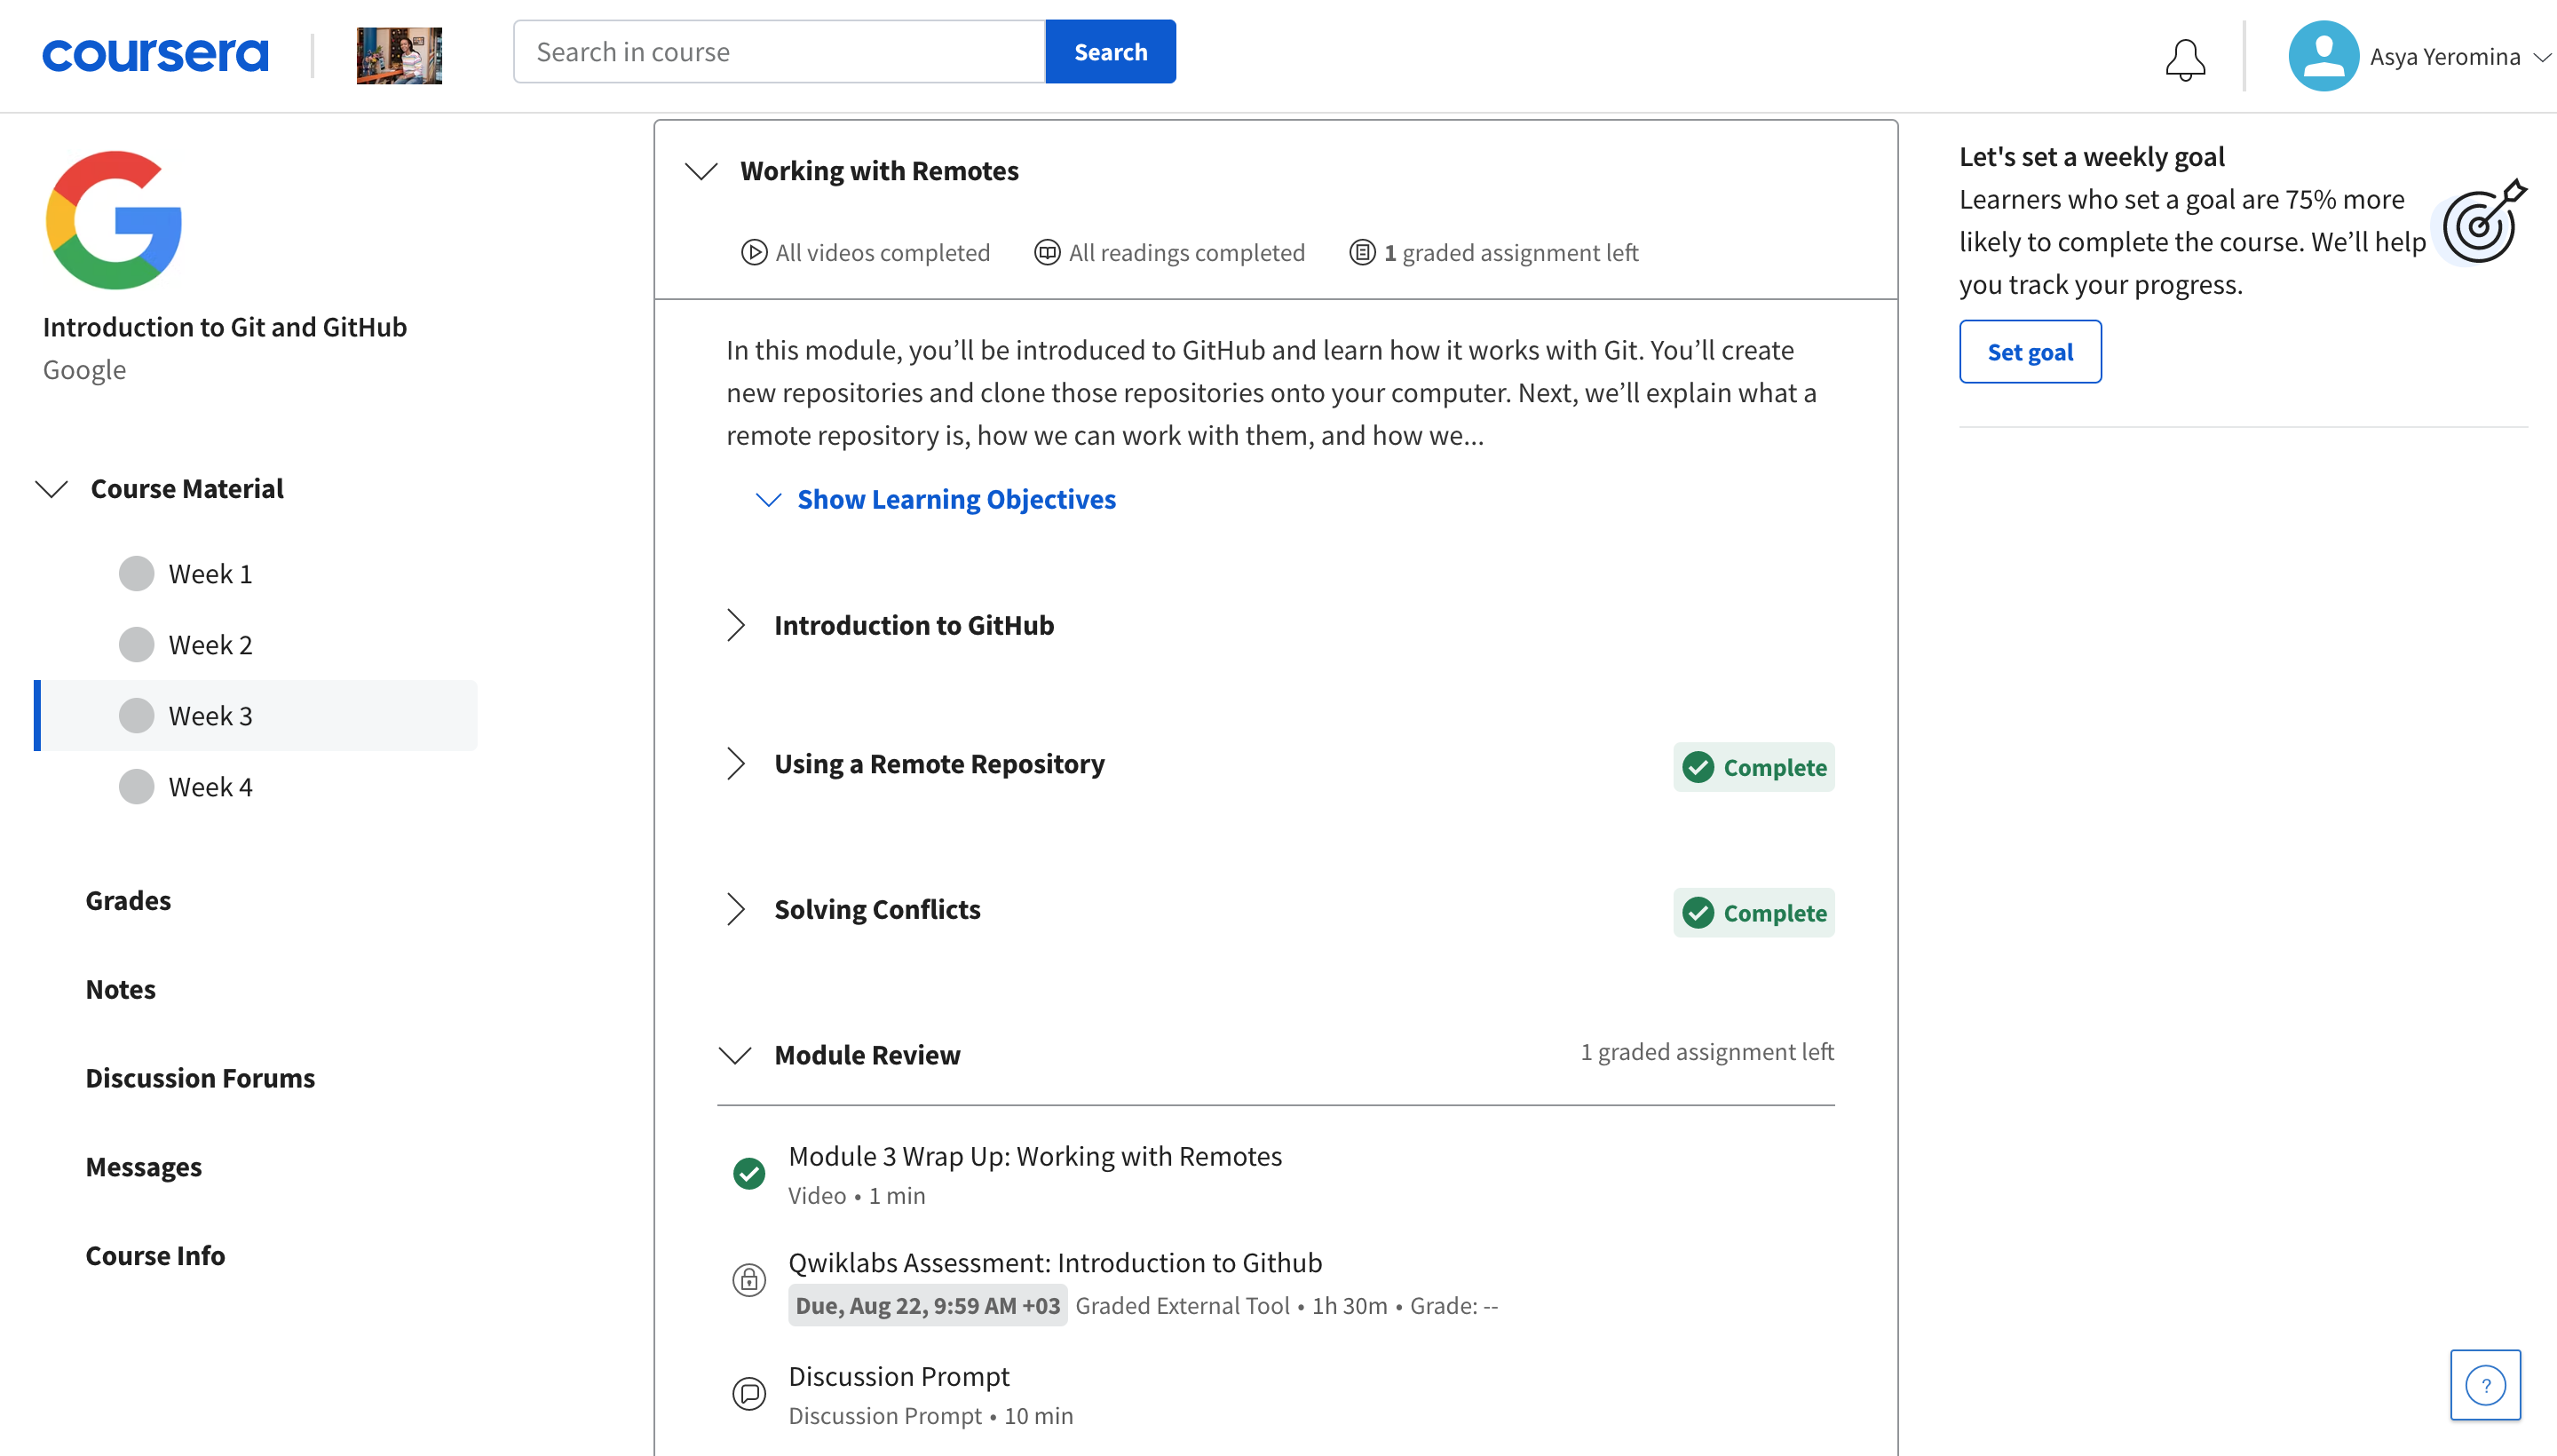 coursera
Search in course
Search
Asya Yeromina
Introduction to Git and GitHub
Google
Course Material
Week 1
Week 2
Week 3
Week 4
Grades
Notes
Discussion Forums
Messages
Course Info
Working with Remotes
All videos completed
All readings completed
1 graded assignment left
In this module, you’ll be introduced to GitHub and learn how it works with Git. You’ll create
new repositories and clone those repositories onto your computer. Next, we’ll explain what a
remote repository is, how we can work with them, and how we...
Show Learning Objectives
Introduction to GitHub
Using a Remote Repository
Complete
Solving Conflicts
Complete
Module Review
1 graded assignment left
Module 3 Wrap Up: Working with Remotes
Video • 1 min
Qwiklabs Assessment: Introduction to Github
Due, Aug 22, 9:59 AM +03 Graded External Tool • 1h 30m • Grade: --
Discussion Prompt
Discussion Prompt • 10 min
Let's set a weekly goal
Learners who set a goal are 75% more
likely to complete the course. We’ll help
you track your progress.
Set goal
?